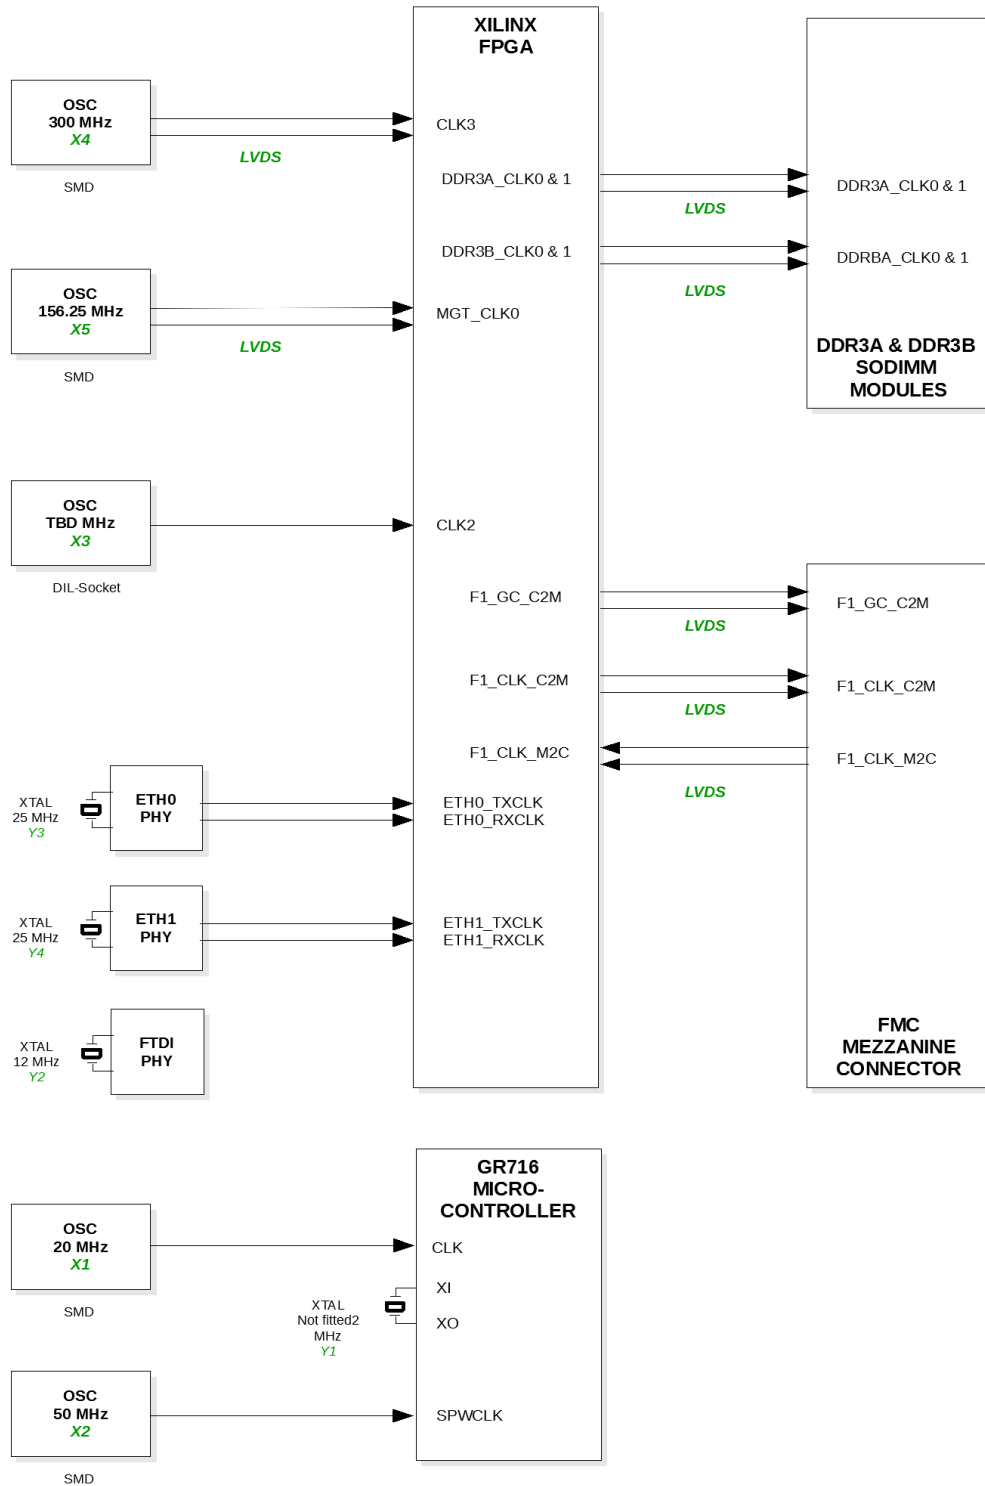 XILINX
FPGA
OSC
300 MHz
X4
SMD
LVDS
CLK3
DDR3A_CLK0 & 1
LVDS
DDR3A_CLK0 & 1
DDR3B_CLK0 & 1
LVDS
DDRBA_CLK0 & 1
OSC
156.25 MHz
X5
SMD
LVDS
MGT_CLK0
DDR3A & DDR3B
SODIMM
MODULES
OSC
TBD MHz
X3
DIL-Socket
CLK2
F1_GC_C2M
LVDS
F1_GC_C2M
F1_CLK_C2M
LVDS
F1_CLK_C2M
F1_CLK_M2C
LVDS
F1_CLK_M2C
XTAL
25 MHz
Y3
ETH0
PHY
ETH0_TXCLK
ETH0_RXCLK
XTAL
25 MHz
Y4
ETH1
PHY
ETH1_TXCLK
ETH1_RXCLK
XTAL
12 MHz
Y2
FTDI
PHY
FMC
MEZZANINE
CONNECTOR
GR716
MICRO-
CONTROLLER
OSC
20 MHz
X1
SMD
CLK
XI
XO
XTAL
Not fitted2
MHz
Y1
OSC
50 MHz
X2
SMD
SPWCLK